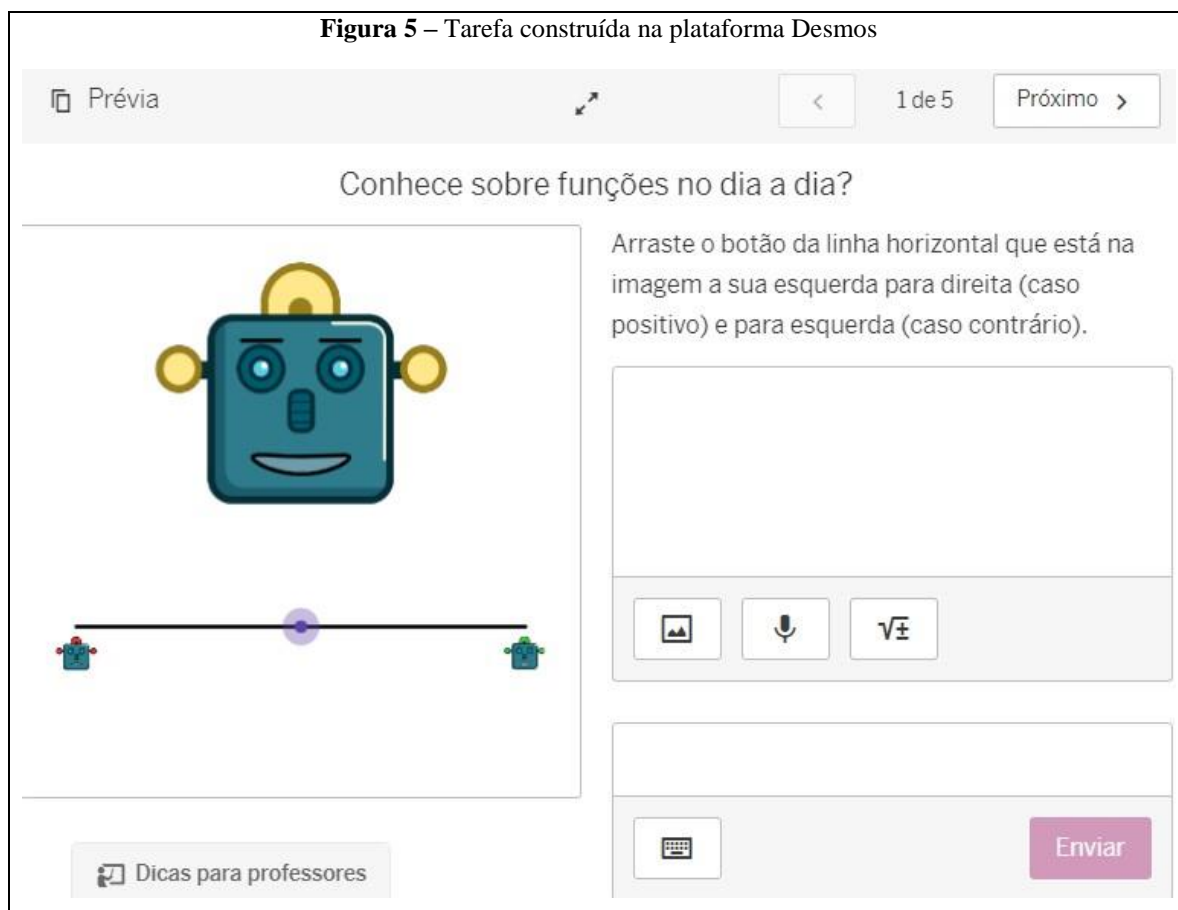 Figura 5 – Tarefa construída na plataforma Desmos
Prévia
1 de 5
Próximo
Conhece sobre funções no dia a dia?
Arraste o botão da linha horizontal que está na
imagem a sua esquerda para direita (caso
positivo) e para esquerda (caso contrário).
Enviar
Dicas para professores